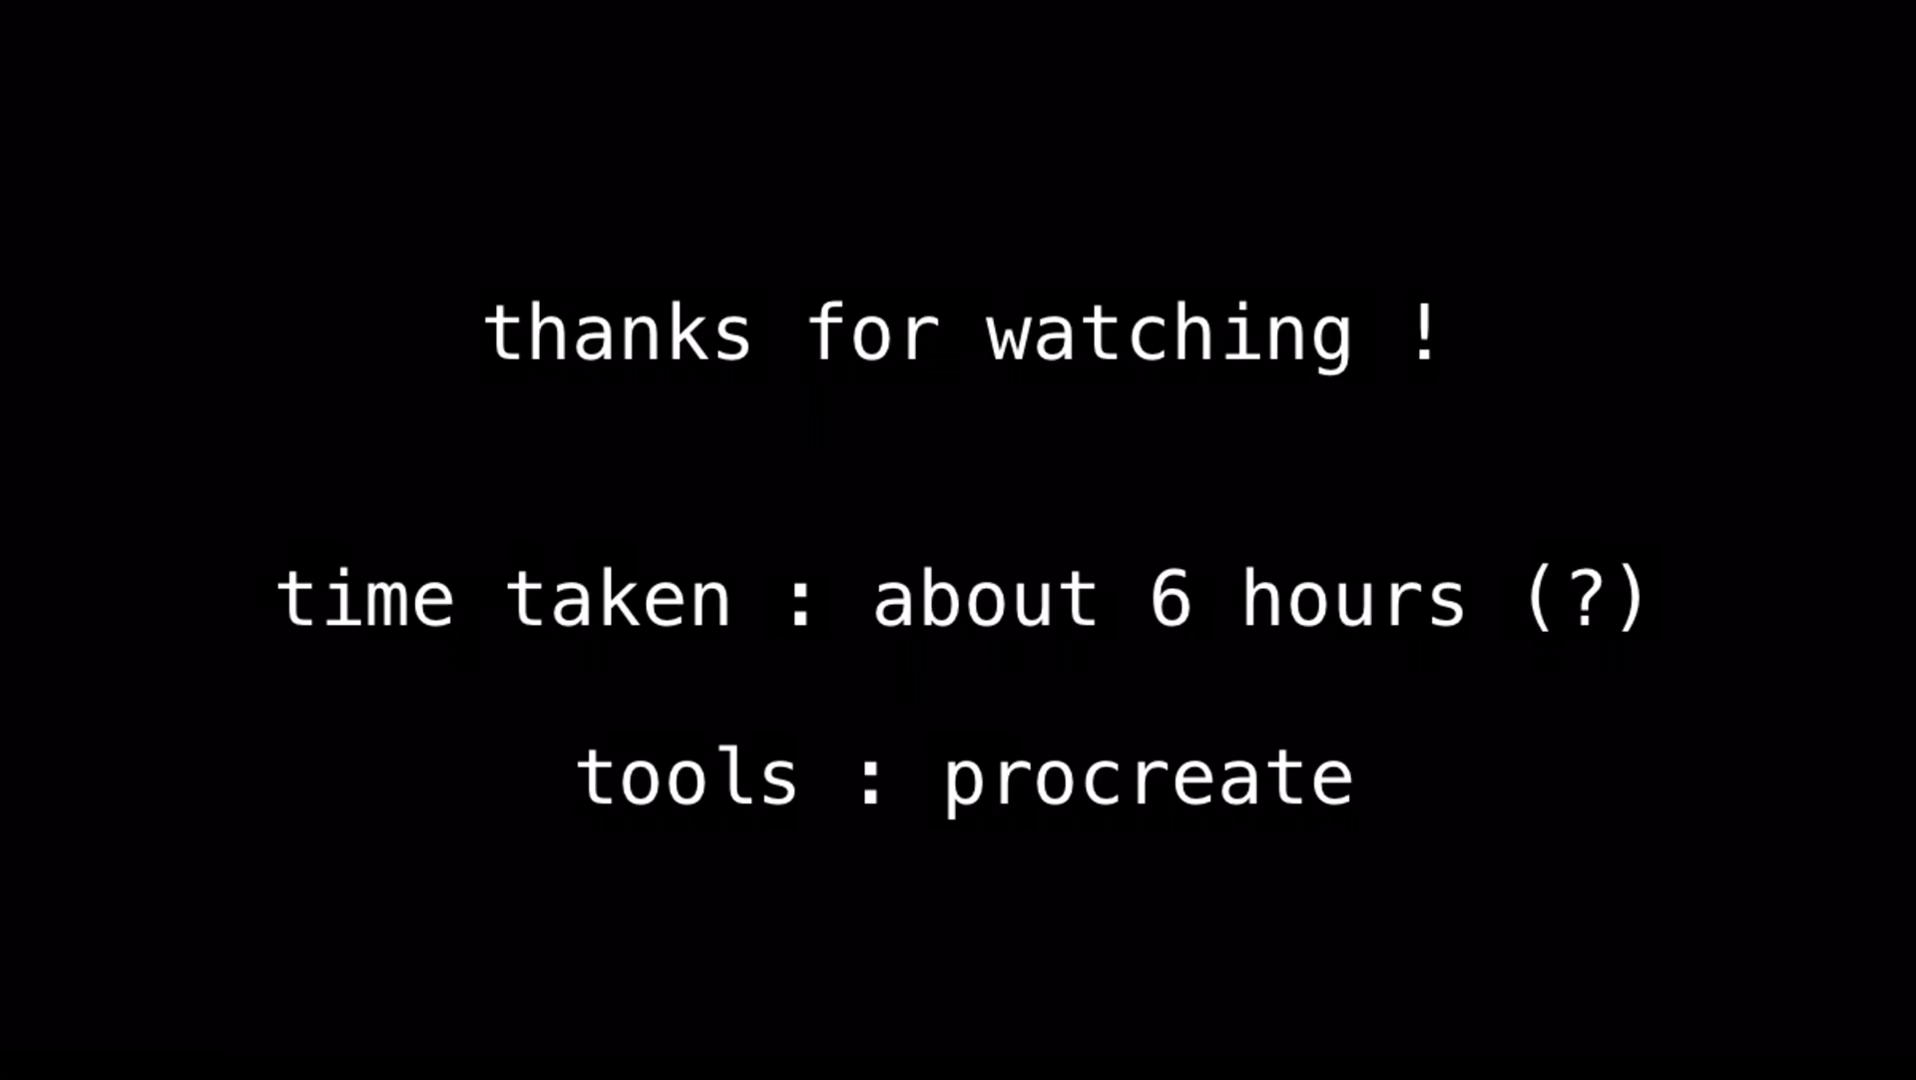 thanks for watching !
time taken : about 6 hours (?)
tools : procreate